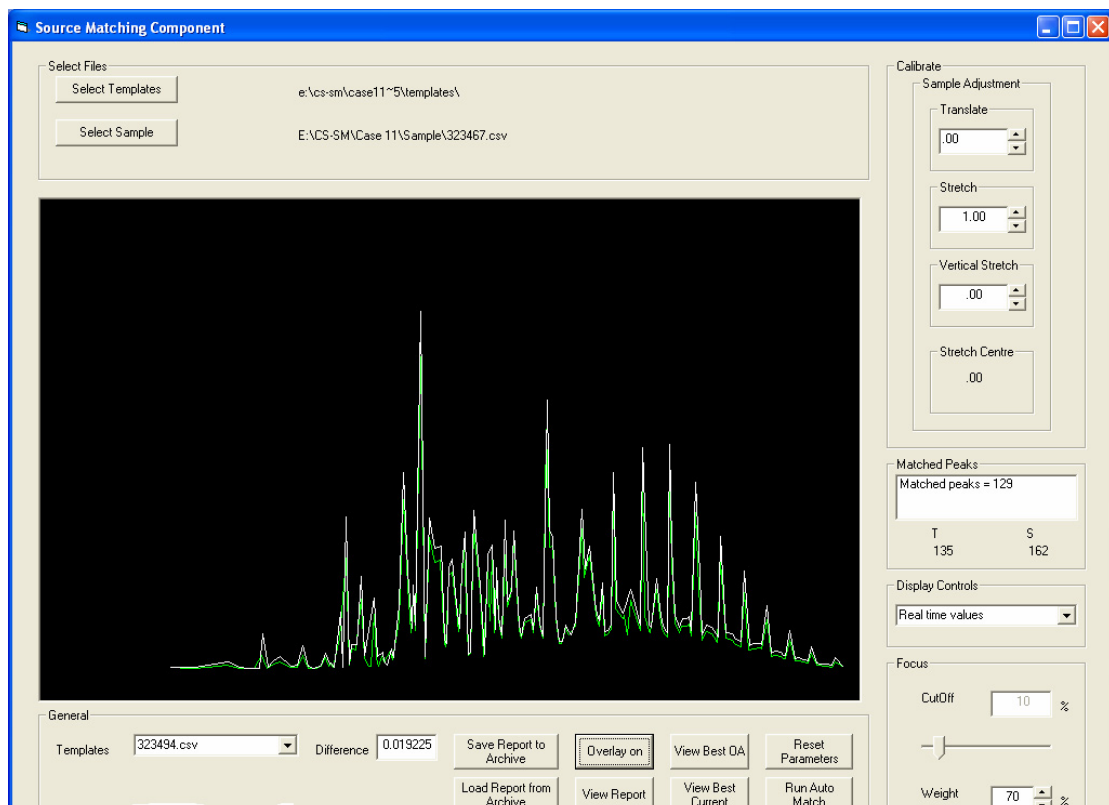 Source Matching Component
Select Files
Select Templates
e:\cs-sm\case11~5\templates\
Select Sample
E:\CS-SM\Case 11\Sample\323467.csv
Calibrate
Sample Adjustment
Translate
.00
Stretch
1.00
Vertical Stretch
.00
Stretch Centre
.00
Matched Peaks
Matched peaks = 129
T S
135 162
Display Controls
Real time values
Focus
CutOff 10 %
Weight 70 %
General
Templates 323494.csv Difference 0.019225
Save Report to
Archive
Overlay on
View Best OA
Reset
Parameters
Load Report from
Archive
View Report
View Best
Current
Run Auto
Match